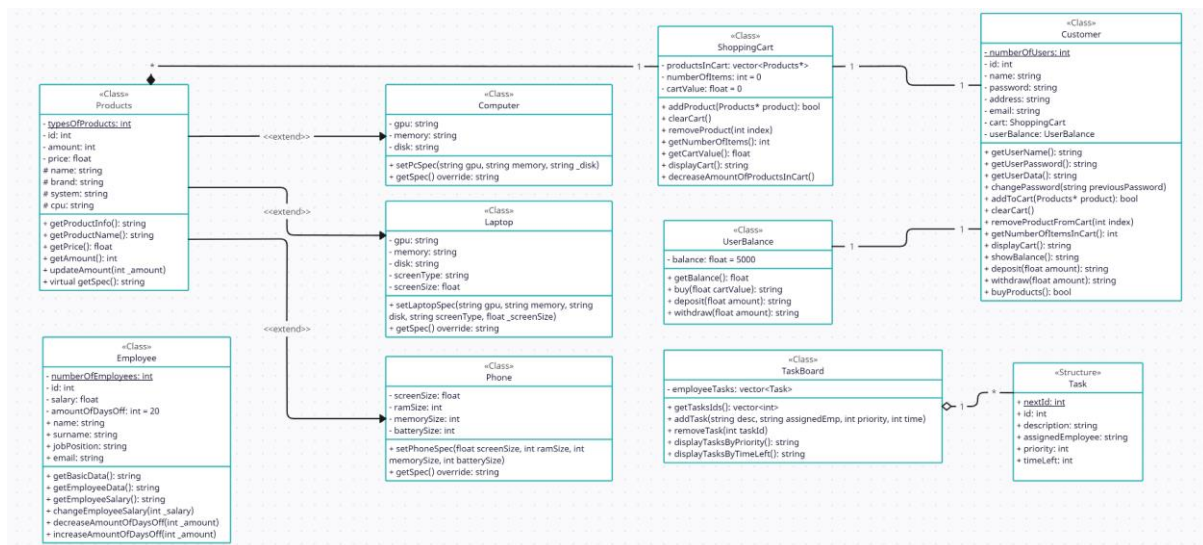 «Class»
Products
- typesOfProducts: int
- id: int
- amount: int
- price: float
# name: string
# brand: string
# system: string
# cpu: string
+ getProductInfo(): string
+ getProductName(): string
+ getPrice(): float
+ getAmount(): int
+ updateAmount(int _amount)
+ virtual getSpec(): string
<<extend>>
<<extend>>
<<extend>>
«Class»
Computer
- gpu: string
- memory: string
- disk: string
+ setPcSpec(string gpu, string memory, string _disk)
+ getSpec() override: string
«Class»
Laptop
- gpu: string
- memory: string
- disk: string
- screenType: string
- screenSize: float
+ setLaptopSpec(string gpu, string memory, string
disk, string screenType, float _screenSize)
+ getSpec() override: string
«Class»
Phone
- screenSize: float
- ramSize: int
- memorySize: int
- batterySize: int
+ setPhoneSpec(float screenSize, int ramSize, int
memorySize, int batterySize)
+ getSpec() override: string
«Class»
Employee
- numberOfEmployees: int
- id: int
- salary: float
- amountOfDaysOff: int = 20
+ name: string
+ surname: string
+ jobPosition: string
+ email: string
+ getBasicData(): string
+ getEmployeeData(): string
+ getEmployeeSalary(): string
+ changeEmployeeSalary(int _salary)
+ decreaseAmountOfDaysOff(int _amount)
+ increaseAmountOfDaysOff(int _amount)
*
1
«Class»
ShoppingCart
- productsInCart: vector<Products*>
- numberOfItems: int = 0
- cartValue: float = 0
+ addProduct(Products* product): bool
+ clearCart()
+ removeProduct(int index)
+ getNumberOfItems(): int
+ getCartValue(): float
+ displayCart(): string
+ decreaseAmountOfProductsInCart()
1
1
«Class»
Customer
- numberOfUsers: int
- id: int
- name: string
- password: string
- address: string
- email: string
- cart: ShoppingCart
- userBalance: UserBalance
+ getUserName(): string
+ getUserPassword(): string
+ getUserData(): string
+ changePassword(string previousPassword)
+ addToCart(Products* product): bool
+ clearCart()
+ removeProductFromCart(int index)
+ getNumberOfItemsInCart(): int
+ displayCart(): string
+ showBalance(): string
+ deposit(float amount): string
+ withdraw(float amount): string
+ buyProducts(): bool
«Class»
UserBalance
- balance: float = 5000
+ getBalance(): float
+ buy(float cartValue): string
+ deposit(float amount): string
+ withdraw(float amount): string
1
1
«Class»
TaskBoard
- employeeTasks: vector<Task>
+ getTasksIds(): vector<int>
+ addTask(string desc, string assignedEmp, int priority, int time)
+ removeTask(int taskId)
+ displayTasksByPriority(): string
+ displayTasksByTimeLeft(): string
1
*
«Structure»
Task
+ nextId: int
+ id: int
+ description: string
+ assignedEmployee: string
+ priority: int
+ timeLeft: int